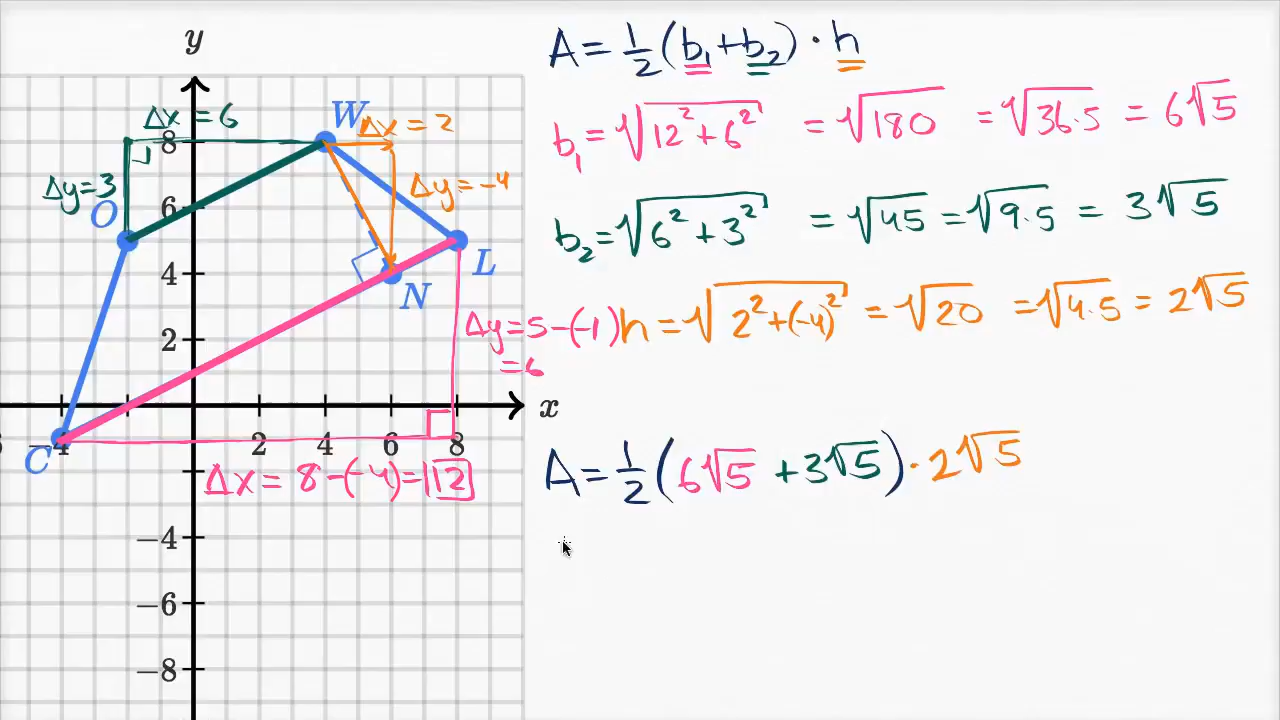 y
A = 1/2 (b₁ + b₂) · h
Δx = 6
W
Δx = 2
8
b₁ = √(12² + 6²) = √180 = √36·5 = 6√5
Δy = 3
Δy = -4
O
6
b₂ = √(6² + 3²) = √45 = √9·5 = 3√5
L
4
N
Δy = 5 - (-1)
= 6
h = √(2² + (-4)²) = √20 = √4·5 = 2√5
2
x
4 2 4 6 8
C
Δx = 8 - (-4) = 12
A = 1/2 (6√5 + 3√5) · 2√5
−4
−6
−8